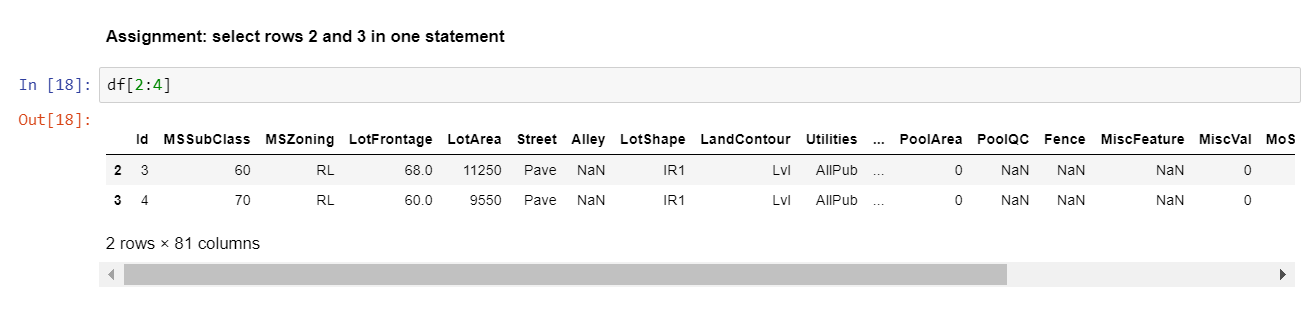 Assignment: select rows 2 and 3 in one statement
In [18]: df[2:4]
Out[18]:
Id MSSubClass MSZoning LotFrontage LotArea Street Alley LotShape LandContour Utilities ... PoolArea PoolQC Fence MiscFeature MiscVal MoS
2 3 60 RL 68.0 11250 Pave NaN IR1 Lvl AllPub ... 0 NaN NaN NaN 0
3 4 70 RL 60.0 9550 Pave NaN IR1 Lvl AllPub ... 0 NaN NaN NaN 0
2 rows × 81 columns